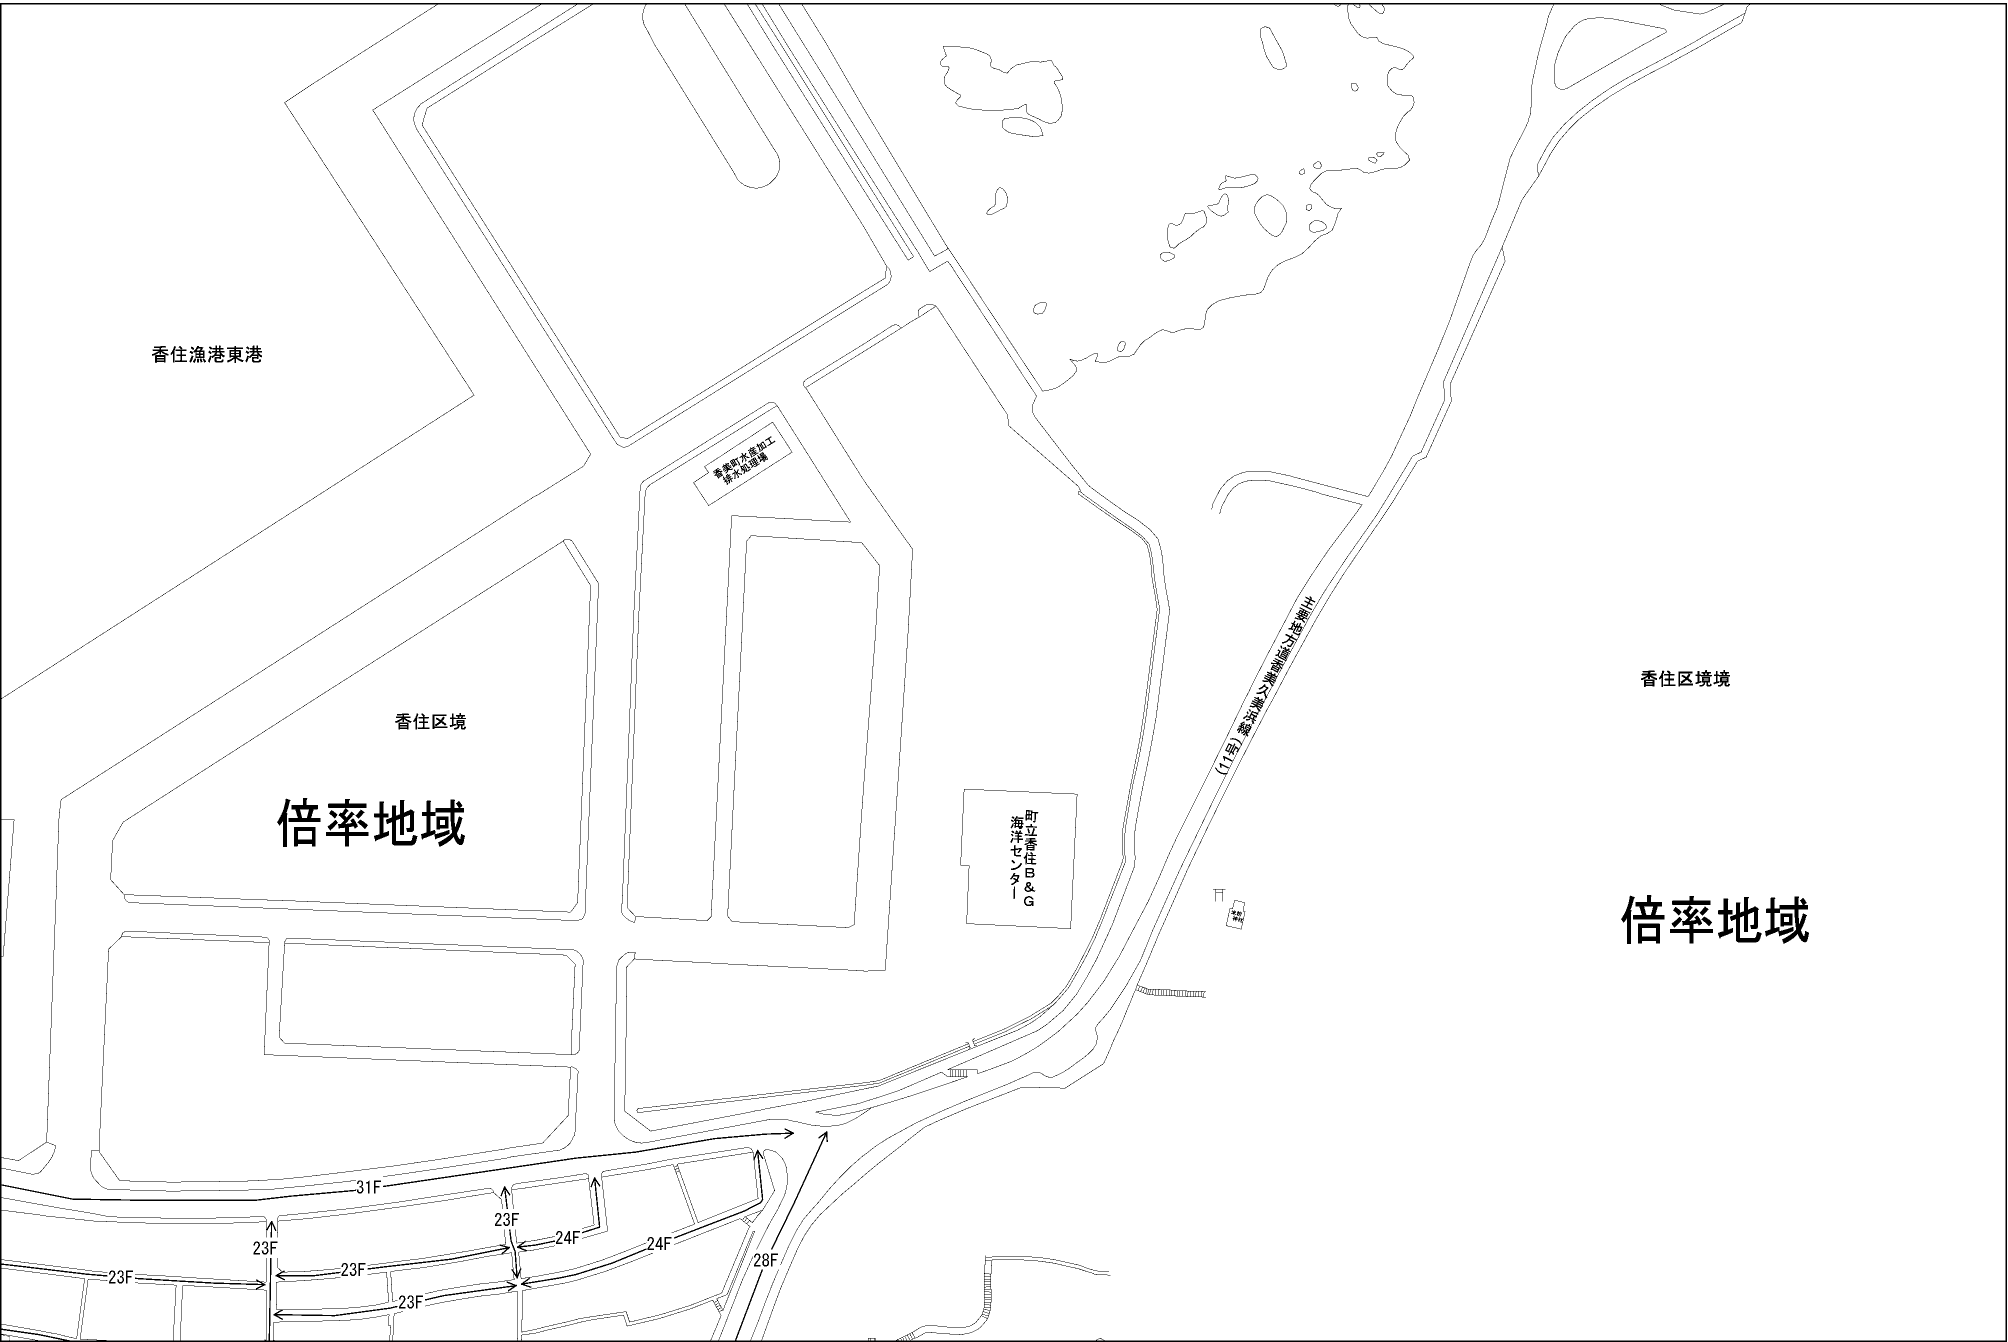 香住漁港東港
香美町水産加工
排水処理場
主要地方道香美久美浜線
(11号)
香住区境境
香住区境
倍率地域
町立香住B&G
海洋センター
倍率地域
31F
23F
23F
24F
24F
23F
28F
23F
23F